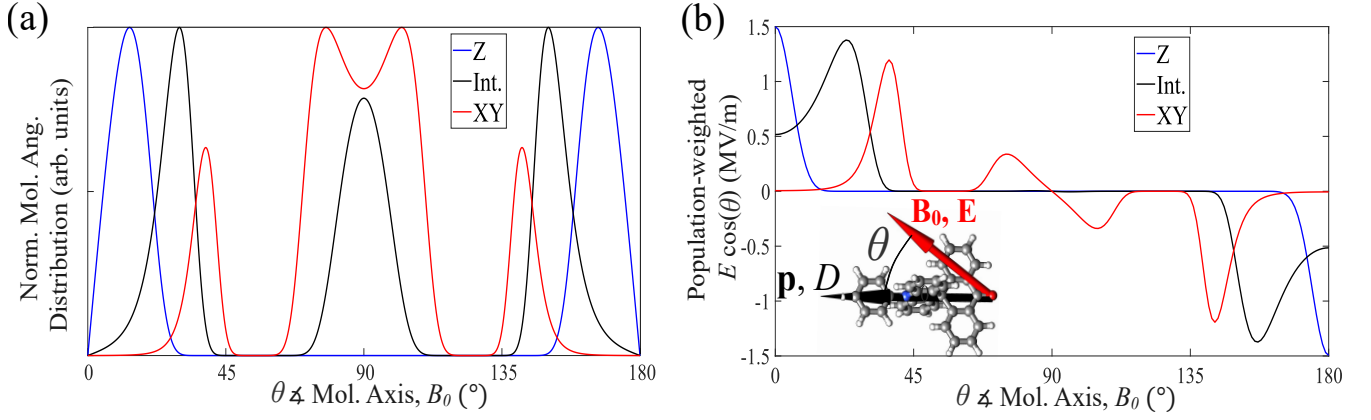 (a)
Norm. Mol. Ang.
Distribution (arb. units)
Z
Int.
XY
0 45 90 135 180
θ ∡ Mol. Axis, B₀ (°)
(b)
Population-weighted
E cos(θ) (MV/m)
1.5
1
0.5
0
-0.5
-1
-1.5
Z
Int.
XY
B₀, E
θ
p, D
0 45 90 135 180
θ ∡ Mol. Axis, B₀ (°)